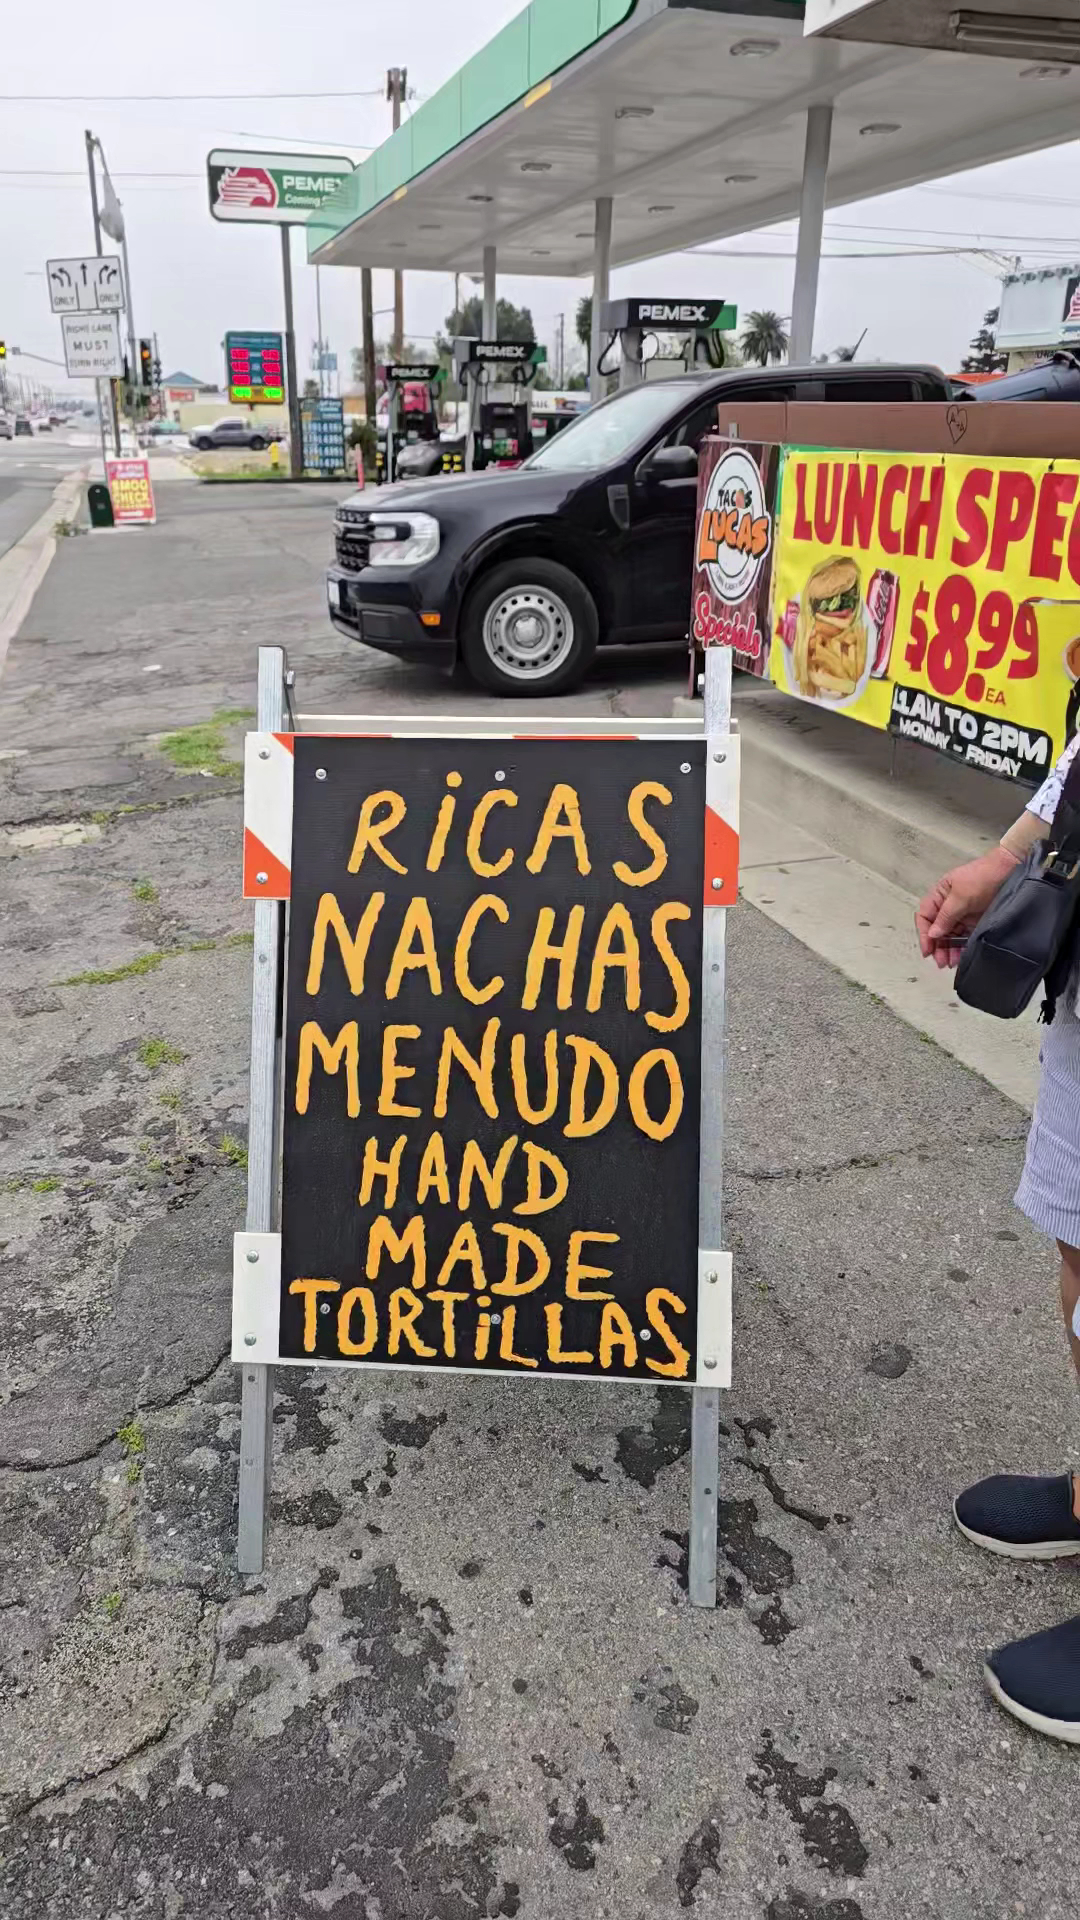 PEMEX
Coming
ONLY ONLY
RIGHT LANE
MUST
TURN RIGHT
PEMEX
PEMEX
PEMEX
SMOG
CHECK
TACOS
LUCAS
Specials
LUNCH SPEC
$8.99
EA
11AM TO 2PM
MONDAY - FRIDAY
RiCAS
NACHAS
MENUDO
HAND
MADE
TORTiLLAS